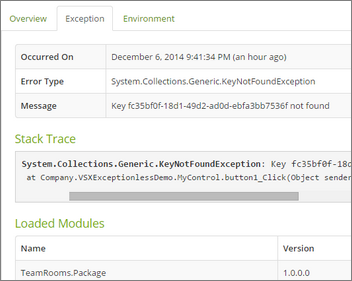 Overview Exception Environment
Occurred On December 6, 2014 9:41:34 PM (an hour ago)
Error Type System.Collections.Generic.KeyNotFoundException
Message Key fc35bf0f-18d1-49d2-ad0d-ebfa3bb7536f not found
Stack Trace
System.Collections.Generic.KeyNotFoundException: Key fc35bf0f-18d
at Company.VSXExceptionlessDemo.MyControl.button1_Click(Object sender
Loaded Modules
Name Version
TeamRooms.Package 1.0.0.0